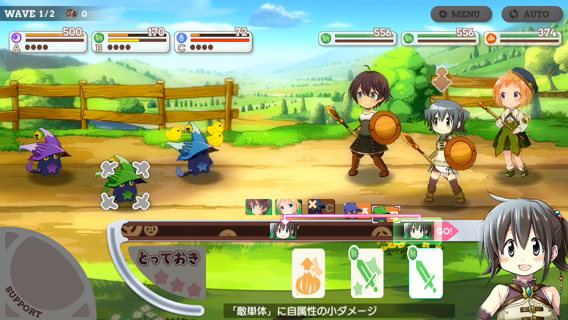 WAVE 1/2 0
MENU
AUTO
500
A
170
B
72
C
556
556
374
GO!
とっておき
SUPPORT
「敵単体」に自属性の小ダメージ